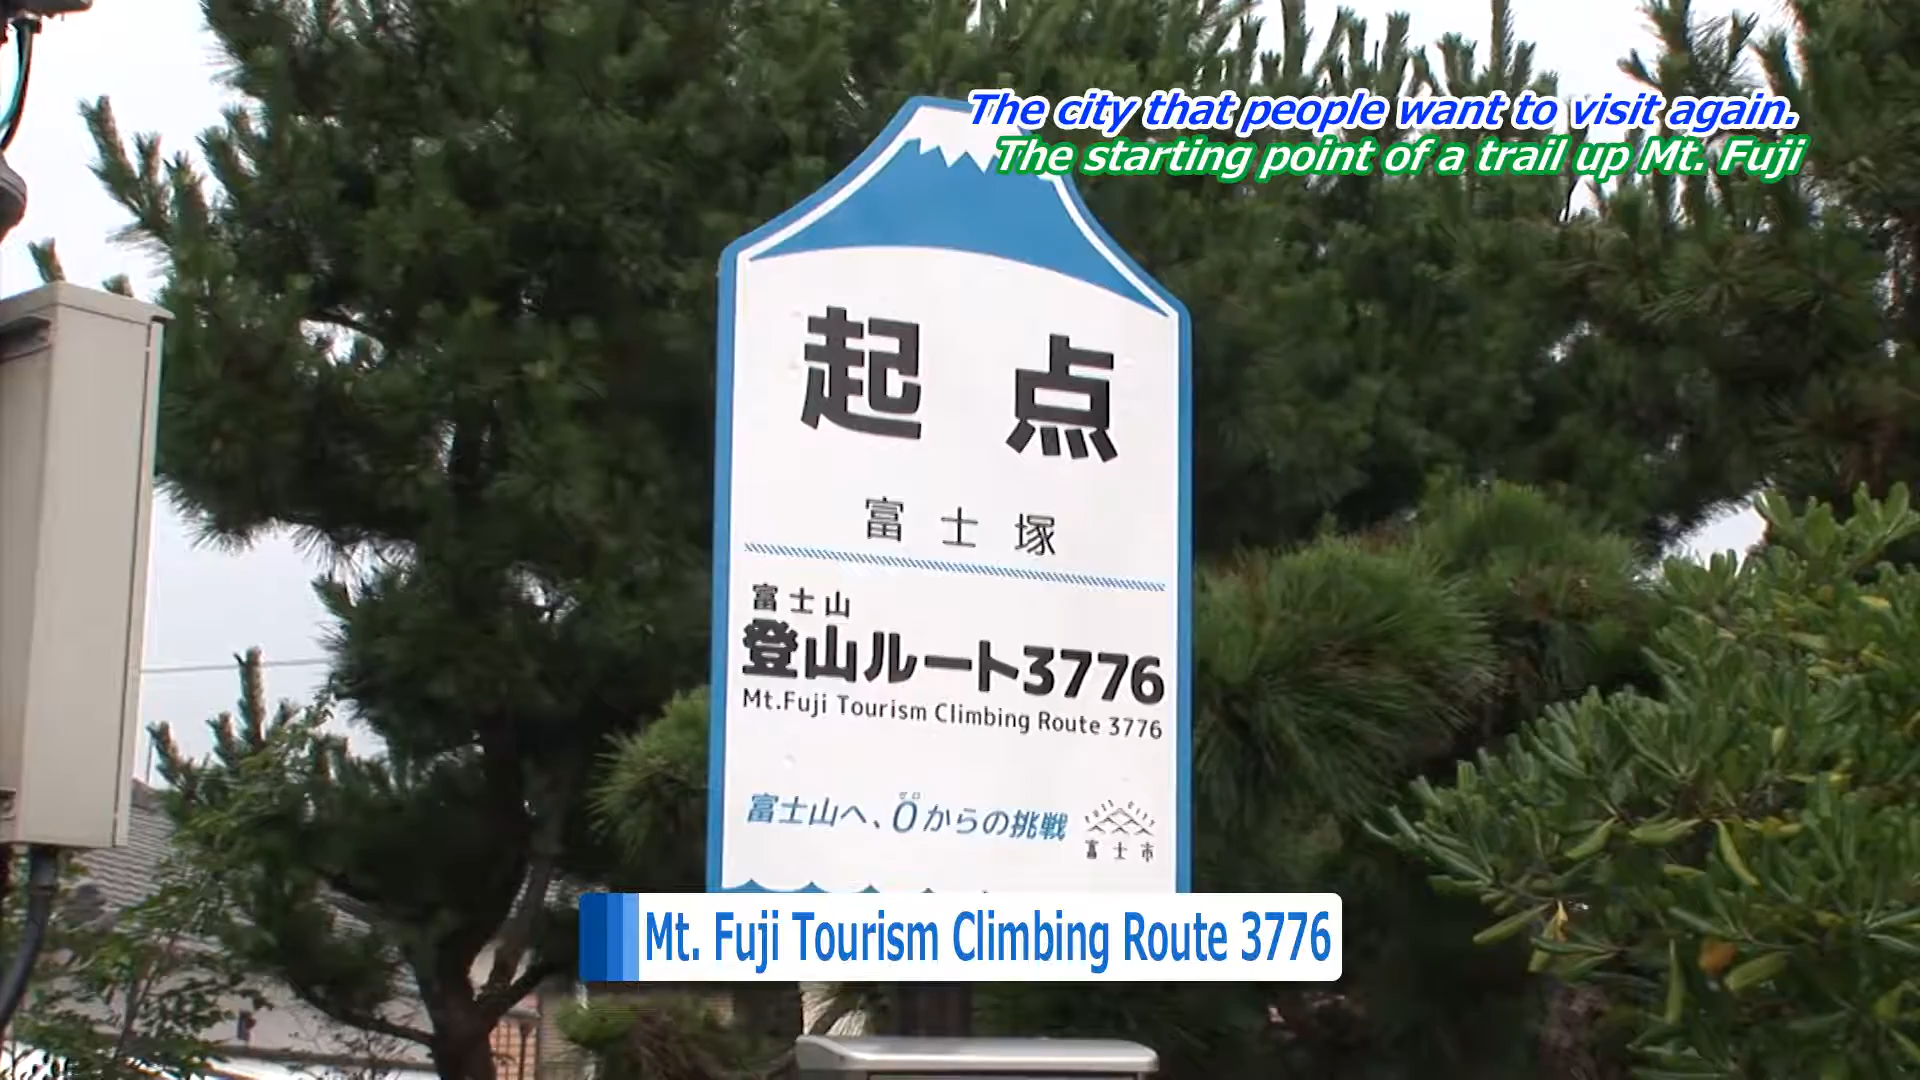 The city that people want to visit again.
The starting point of a trail up Mt. Fuji
起点
富士塚
富士山
登山ルート3776
Mt.Fuji Tourism Climbing Route 3776
ゼロ
富士山へ、0からの挑戦
FUJI CITY
富士市
Mt. Fuji Tourism Climbing Route 3776